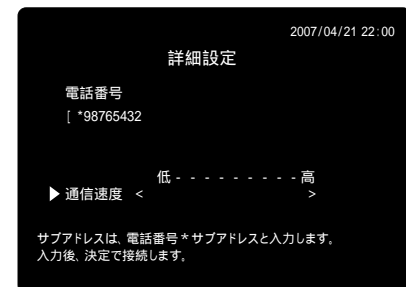 2007/04/21 22:00
詳細設定
電話番号
[ *98765432
低 - - - - - - - - - 高
▶ 通信速度 < >
サブアドレスは、電話番号＊サブアドレスと入力します。
入力後、決定で接続します。